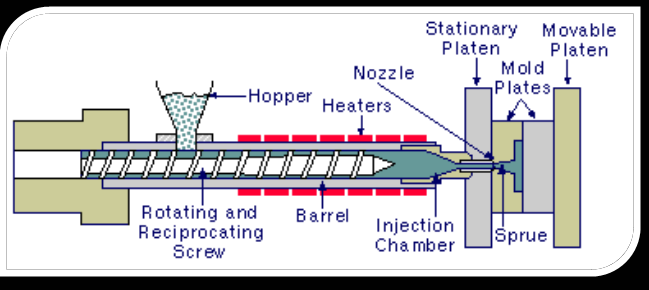 Stationary
Platen
Movable
Platen
Mold
Plates
Nozzle
Hopper
Heaters
Rotating and
Reciprocating
Screw
Barrel
Injection
Chamber
Sprue